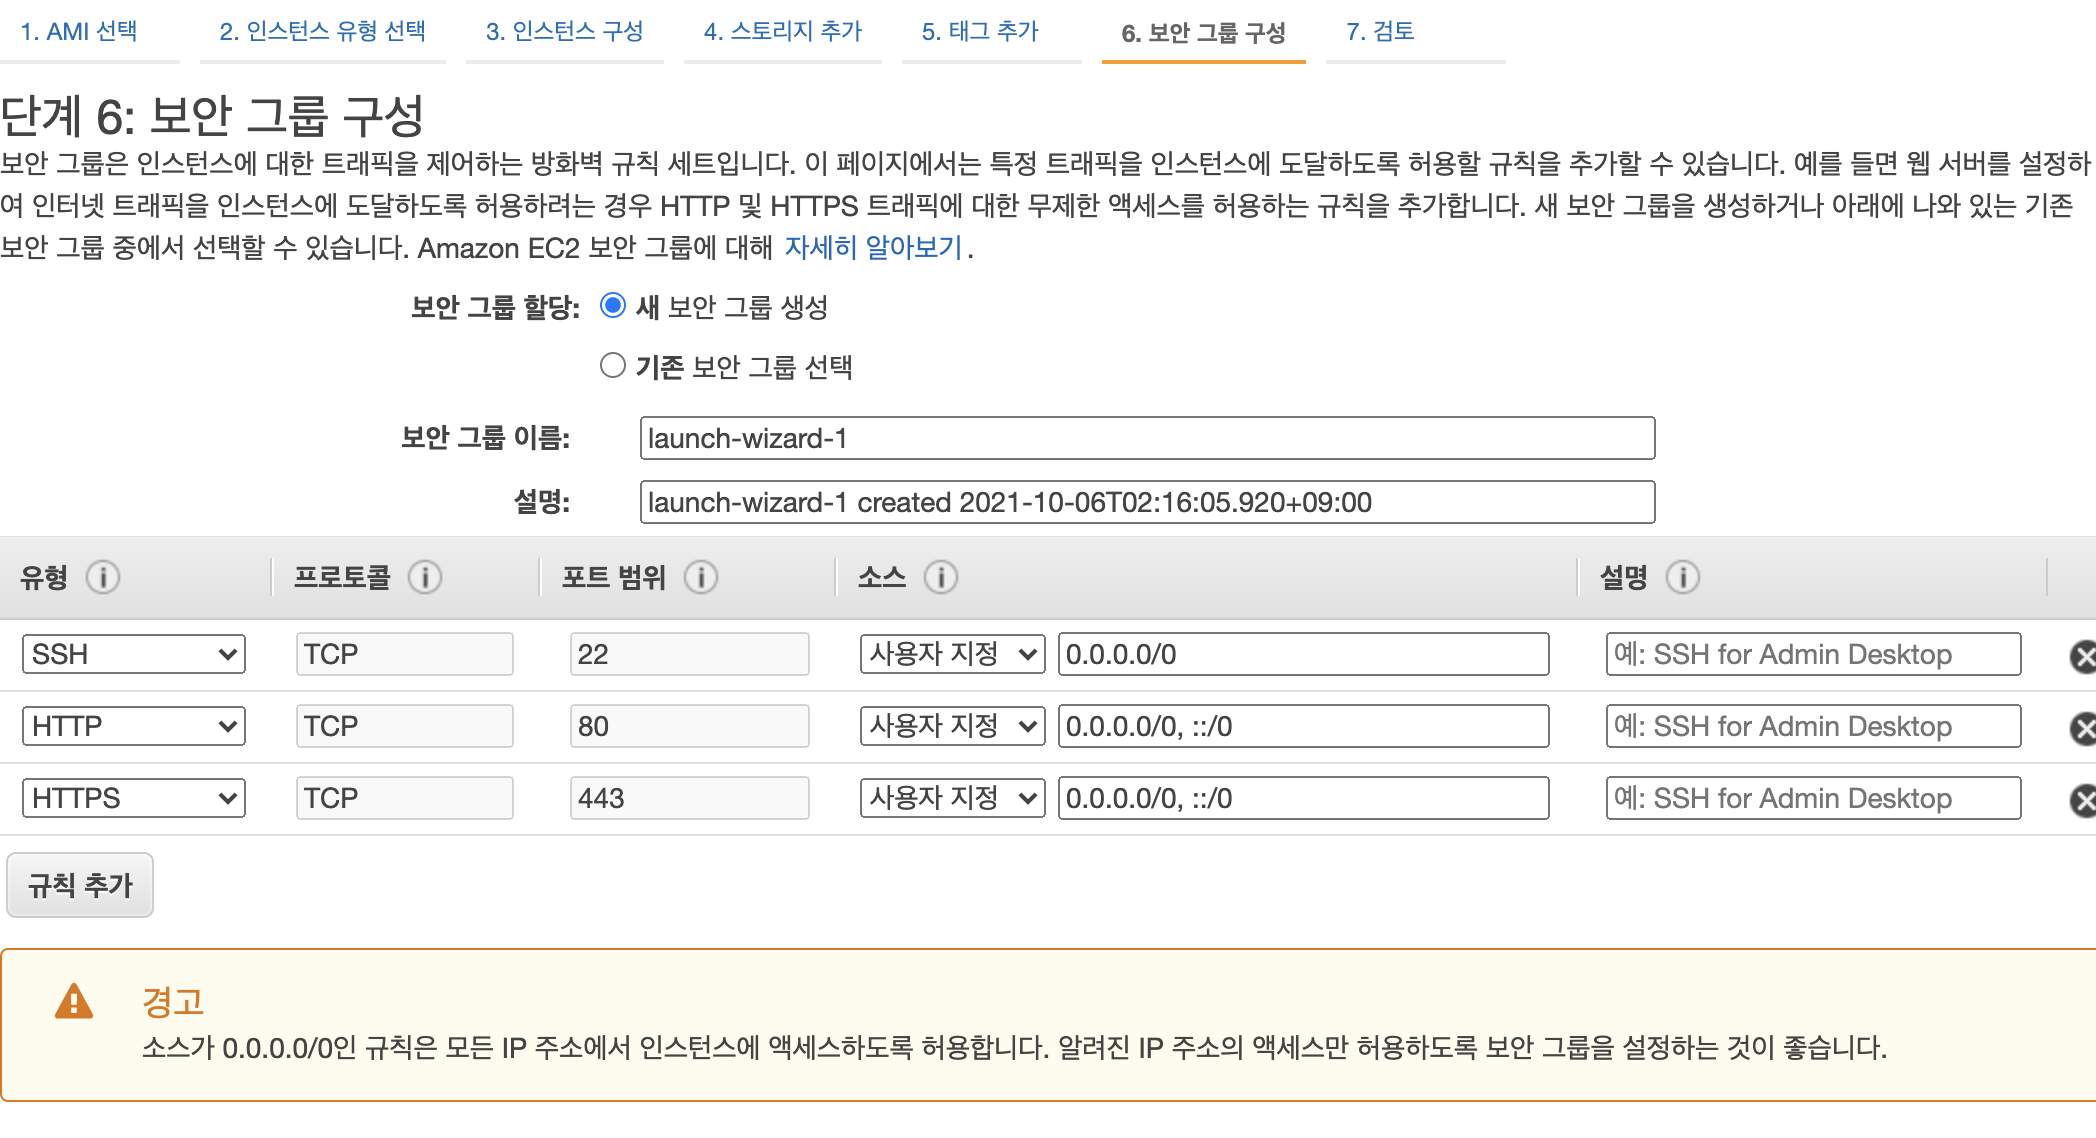 1. AMI 선택 2. 인스턴스 유형 선택 3. 인스턴스 구성 4. 스토리지 추가 5. 태그 추가 6. 보안 그룹 구성 7. 검토
단계 6: 보안 그룹 구성
보안 그룹은 인스턴스에 대한 트래픽을 제어하는 방화벽 규칙 세트입니다. 이 페이지에서는 특정 트래픽을 인스턴스에 도달하도록 허용할 규칙을 추가할 수 있습니다. 예를 들면 웹 서버를 설정하
여 인터넷 트래픽을 인스턴스에 도달하도록 허용하려는 경우 HTTP 및 HTTPS 트래픽에 대한 무제한 액세스를 허용하는 규칙을 추가합니다. 새 보안 그룹을 생성하거나 아래에 나와 있는 기존
보안 그룹 중에서 선택할 수 있습니다. Amazon EC2 보안 그룹에 대해 자세히 알아보기.
보안 그룹 할당: 새 보안 그룹 생성
기존 보안 그룹 선택
보안 그룹 이름: launch-wizard-1
설명: launch-wizard-1 created 2021-10-06T02:16:05.920+09:00
유형 프로토콜 포트 범위 소스 설명
SSH TCP 22 사용자 지정 0.0.0.0/0 예: SSH for Admin Desktop
HTTP TCP 80 사용자 지정 0.0.0.0/0, ::/0 예: SSH for Admin Desktop
HTTPS TCP 443 사용자 지정 0.0.0.0/0, ::/0 예: SSH for Admin Desktop
규칙 추가
경고
소스가 0.0.0.0/0인 규칙은 모든 IP 주소에서 인스턴스에 액세스하도록 허용합니다. 알려진 IP 주소의 액세스만 허용하도록 보안 그룹을 설정하는 것이 좋습니다.